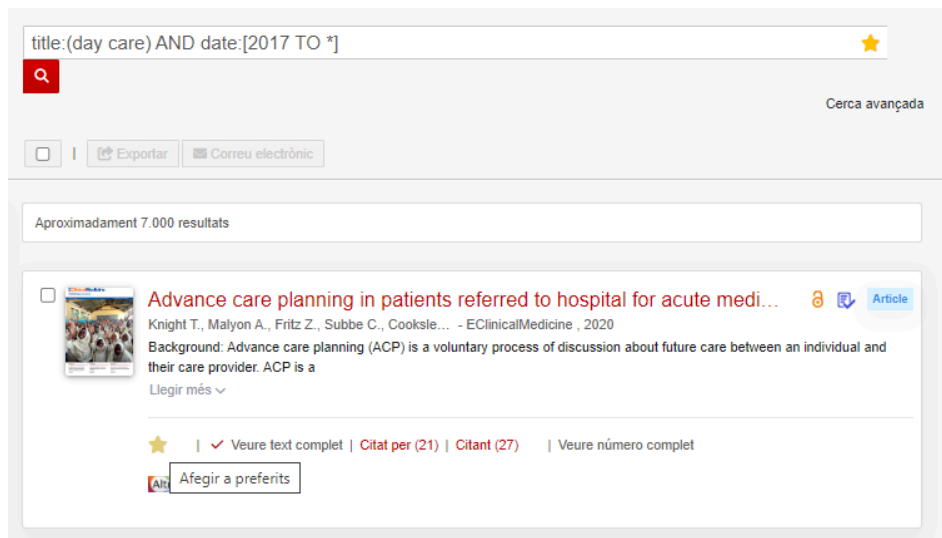 title:(day care) AND date:[2017 TO *]
Cerca avançada
| Exportar Correu electrònic
Aproximadament 7.000 resultats
Advance care planning in patients referred to hospital for acute medi... Article
Knight T., Malyon A., Fritz Z., Subbe C., Cooksle... - EClinicalMedicine , 2020
Background: Advance care planning (ACP) is a voluntary process of discussion about future care between an individual and
their care provider. ACP is a
Llegir més
| Veure text complet | Citat per (21) | Citant (27) | Veure número complet
Afegir a preferits